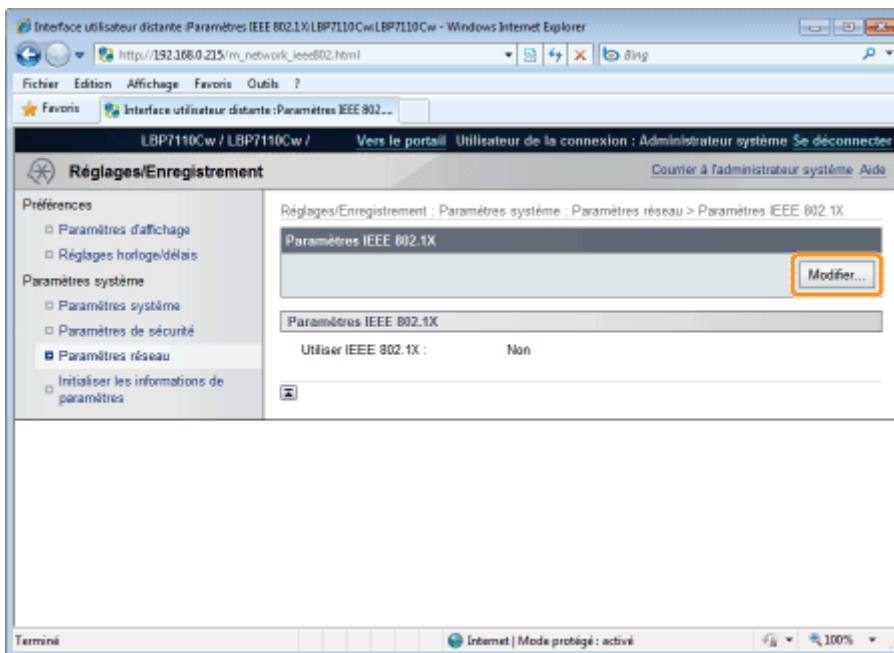 Interface utilisateur distante :Paramètres IEEE 802.1X:LBP7110Cw:LBP7110Cw - Windows Internet Explorer
http://192.168.0.215/m_network_ieee802.html
Bing
Fichier Edition Affichage Favoris Outils ?
Favoris Interface utilisateur distante :Paramètres IEEE 802....
LBP7110Cw / LBP7110Cw / Vers le portail Utilisateur de la connexion : Administrateur système Se déconnecter
Réglages/Enregistrement Courrier à l'administrateur système Aide
Préférences
Paramètres d'affichage
Réglages horloge/délais
Paramètres système
Paramètres système
Paramètres de sécurité
Paramètres réseau
Initialiser les informations de
paramètres
Réglages/Enregistrement : Paramètres système : Paramètres réseau > Paramètres IEEE 802.1X
Paramètres IEEE 802.1X
Modifier...
Paramètres IEEE 802.1X
Utiliser IEEE 802.1X : Non
Terminé Internet | Mode protégé : activé 100%